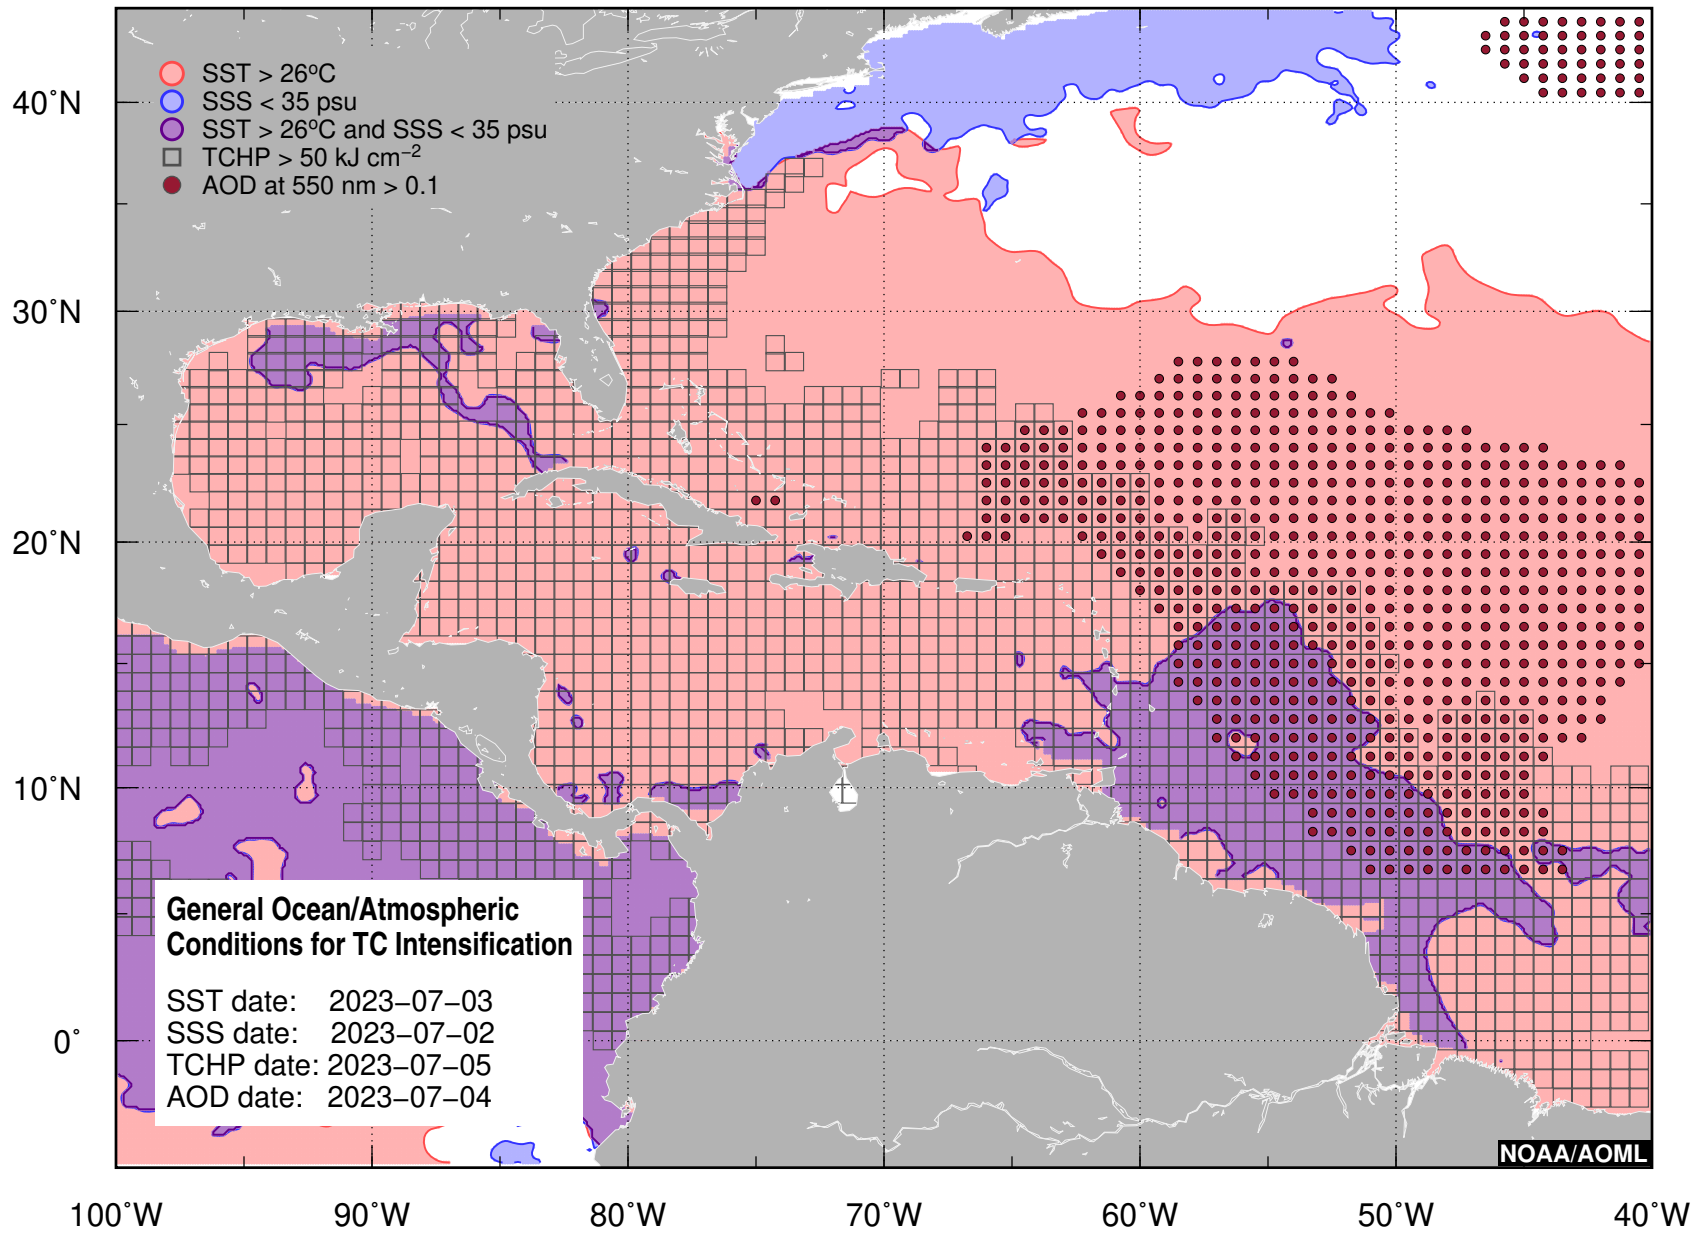 SST > 26°C
SSS < 35 psu
SST > 26°C and SSS < 35 psu
TCHP > 50 kJ cm⁻²
AOD at 550 nm > 0.1
40°N
30°N
20°N
10°N
0°
General Ocean/Atmospheric
Conditions for TC Intensification
SST date: 2023−07−03
SSS date: 2023−07−02
TCHP date: 2023−07−05
AOD date: 2023−07−04
NOAA/AOML
100°W 90°W 80°W 70°W 60°W 50°W 40°W